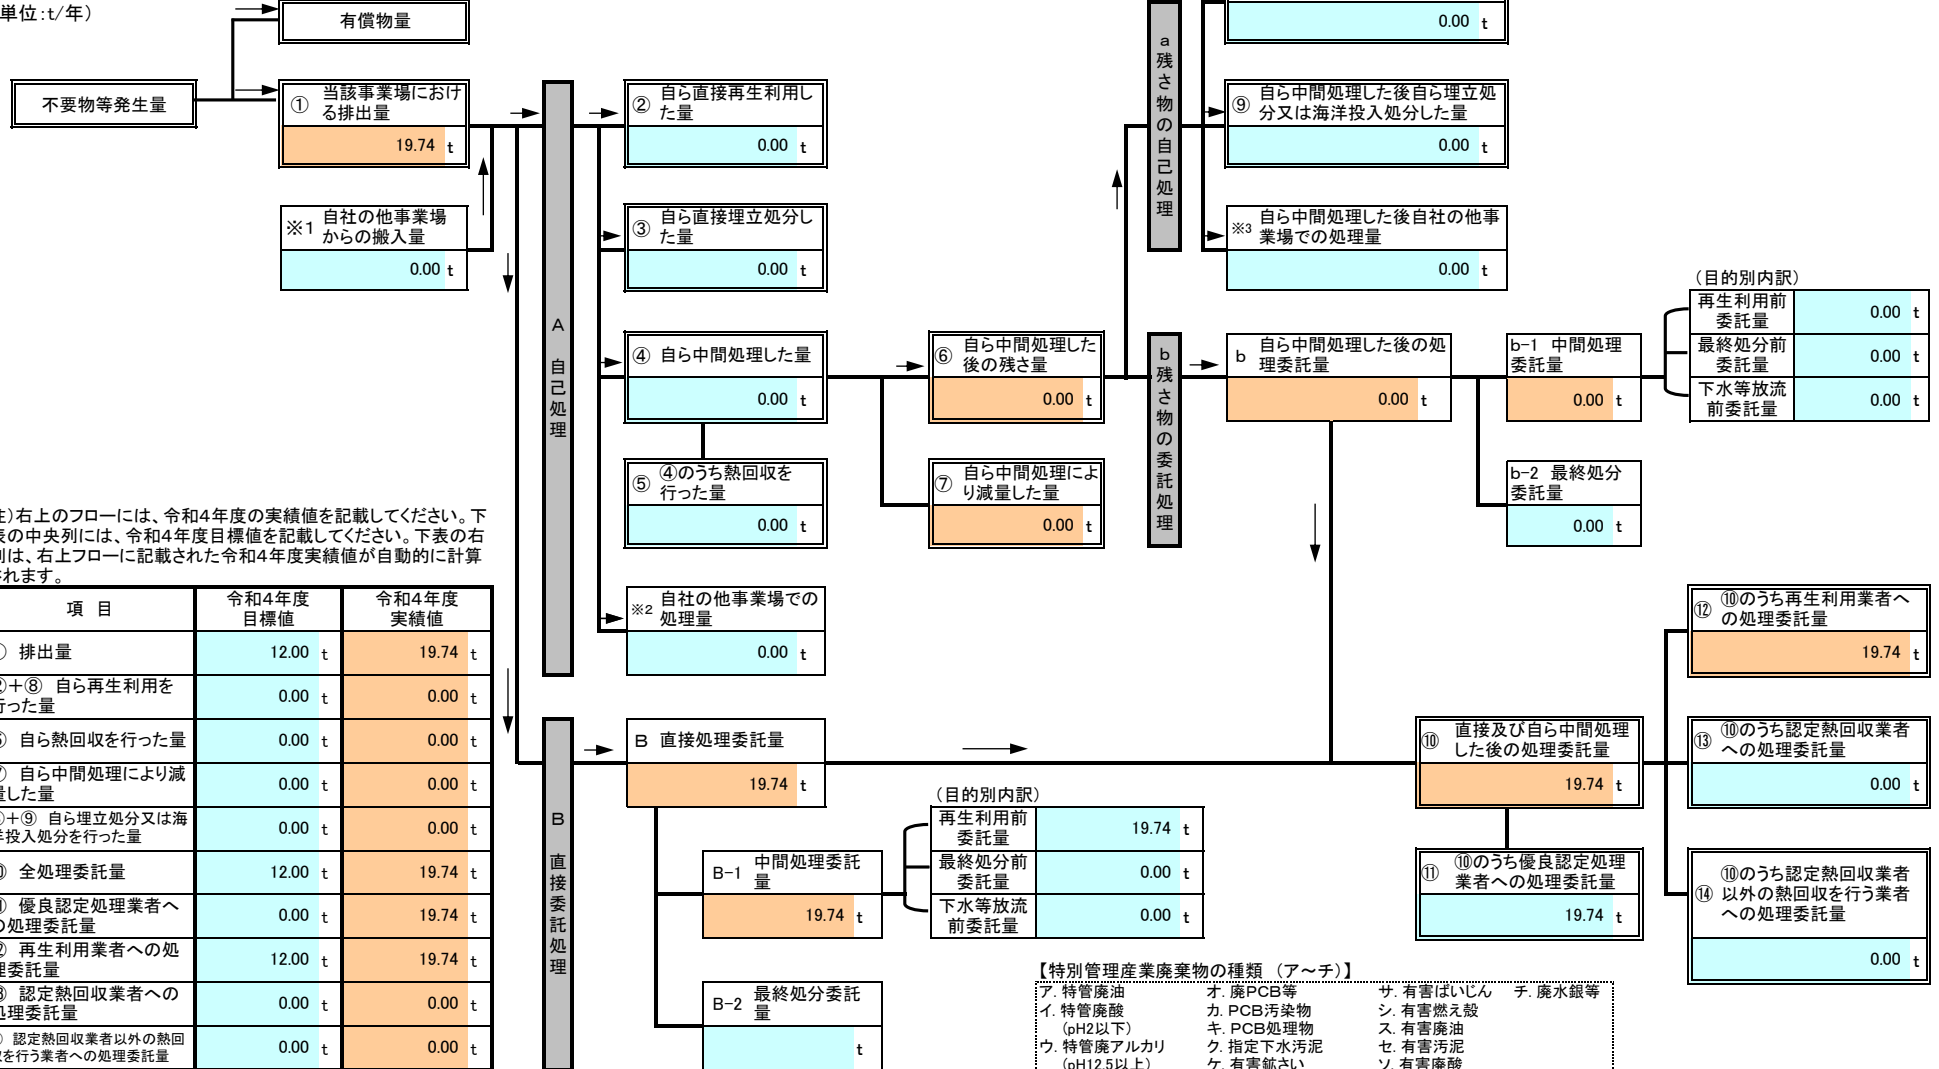 単位:t/年)
有償物量
不要物等発生量
① 当該事業場におけ
る排出量
19.74 t
※1 自社の他事業場
からの搬入量
0.00 t
A 自己処理
② 自ら直接再生利用し
た量
0.00 t
③ 自ら直接埋立処分し
た量
0.00 t
④ 自ら中間処理した量
0.00 t
⑤ ④のうち熱回収を
行った量
0.00 t
※2 自社の他事業場での
処理量
0.00 t
⑥ 自ら中間処理した
後の残さ量
0.00 t
⑦ 自ら中間処理によ
り減量した量
0.00 t
a 残さ物の自己処理
0.00 t
⑨ 自ら中間処理した後自ら埋立処
分又は海洋投入処分した量
0.00 t
※3 自ら中間処理した後自社の他事
業場での処理量
0.00 t
b 残さ物の委託処理
b 自ら中間処理した後の処
理委託量
0.00 t
b-1 中間処理
委託量
0.00 t
b-2 最終処分
委託量
0.00 t
(目的別内訳)
再生利用前
委託量
0.00 t
最終処分前
委託量
0.00 t
下水等放流
前委託量
0.00 t
)右上のフローには、令和4年度の実績値を記載してください。下
表の中央列には、令和4年度目標値を記載してください。下表の右
列は、右上フローに記載された令和4年度実績値が自動的に計算
されます。
項 目 令和4年度
目標値 令和4年度
実績値
排出量 12.00 t 19.74 t
②+⑧ 自ら再生利用を
行った量 0.00 t 0.00 t
自ら熱回収を行った量 0.00 t 0.00 t
自ら中間処理により減
量した量 0.00 t 0.00 t
+⑨ 自ら埋立処分又は海
洋投入処分を行った量 0.00 t 0.00 t
全処理委託量 12.00 t 19.74 t
優良認定処理業者へ
の処理委託量 0.00 t 19.74 t
再生利用業者への処
理委託量 12.00 t 19.74 t
認定熱回収業者への
処理委託量 0.00 t 0.00 t
認定熱回収業者以外の熱回
収を行う業者への処理委託量 0.00 t 0.00 t
B 直接委託処理
B 直接処理委託量
19.74 t
B-1 中間処理委託
量
19.74 t
B-2 最終処分委託
量
t
(目的別内訳)
再生利用前
委託量
19.74 t
最終処分前
委託量
0.00 t
下水等放流
前委託量
0.00 t
⑩ 直接及び自ら中間処理
した後の処理委託量
19.74 t
⑪ ⑩のうち優良認定処理
業者への処理委託量
19.74 t
⑫ ⑩のうち再生利用業者へ
の処理委託量
19.74 t
⑬ ⑩のうち認定熱回収業者
への処理委託量
0.00 t
⑭ ⑩のうち認定熱回収業者
以外の熱回収を行う業者
への処理委託量
0.00 t
【特別管理産業廃棄物の種類 (ア~チ)】
ア. 特管廃油 オ. 廃PCB等 サ. 有害ばいじん チ. 廃水銀等
イ. 特管廃酸 カ. PCB汚染物 シ. 有害燃え殻
(pH2以下) キ. PCB処理物 ス. 有害廃油
ウ. 特管廃アルカリ ク. 指定下水汚泥 セ. 有害汚泥
(pH12.5以上) ケ. 有害鉱さい ソ. 有害廃酸